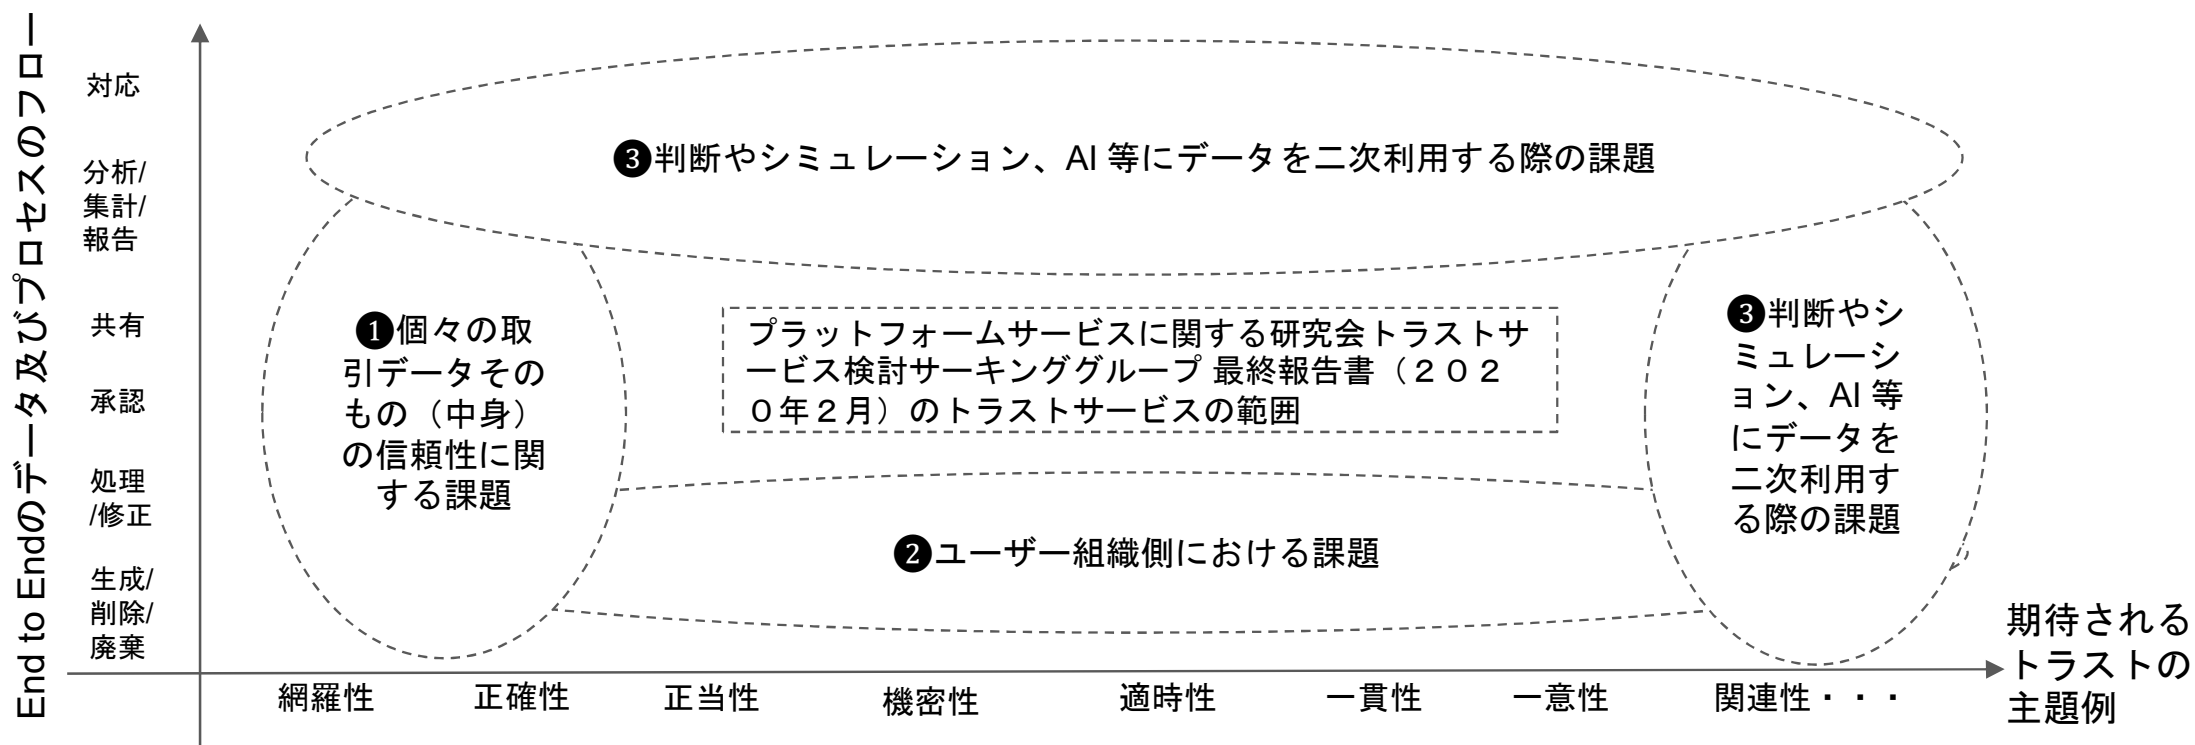 End to Endのデータ及びプロセスのフロー
対応
分析/
集計/
報告
共有
承認
処理
/修正
生成/
削除/
廃棄
❸判断やシミュレーション、AI 等にデータを二次利用する際の課題
❶個々の取
引データその
もの（中身）
の信頼性に関
する課題
プラットフォームサービスに関する研究会トラストサ
ービス検討サーキンググループ 最終報告書（２０２
０年２月）のトラストサービスの範囲
❸判断やシ
ミュレーシ
ョン、AI 等
にデータを
二次利用す
る際の課題
❷ユーザー組織側における課題
網羅性
正確性
正当性
機密性
適時性
一貫性
一意性
関連性・・・
期待される
トラストの
主題例